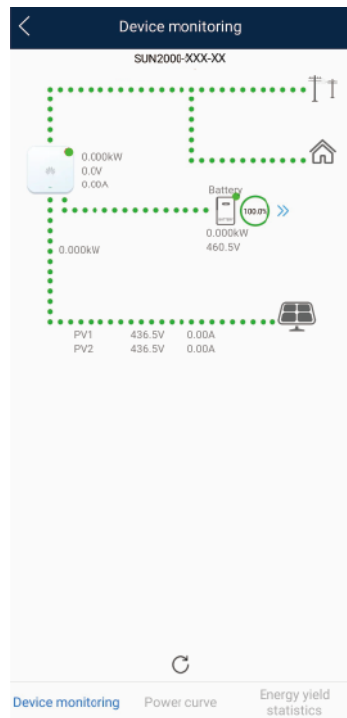 Device monitoring
SUN2000-XXX-XX
0.000kW
0.0V
0.00A
Battery
BATTERY
100.0%
0.000kW
460.5V
0.000kW
PV1 436.5V 0.00A
PV2 436.5V 0.00A
Device monitoring Power curve Energy yield
statistics